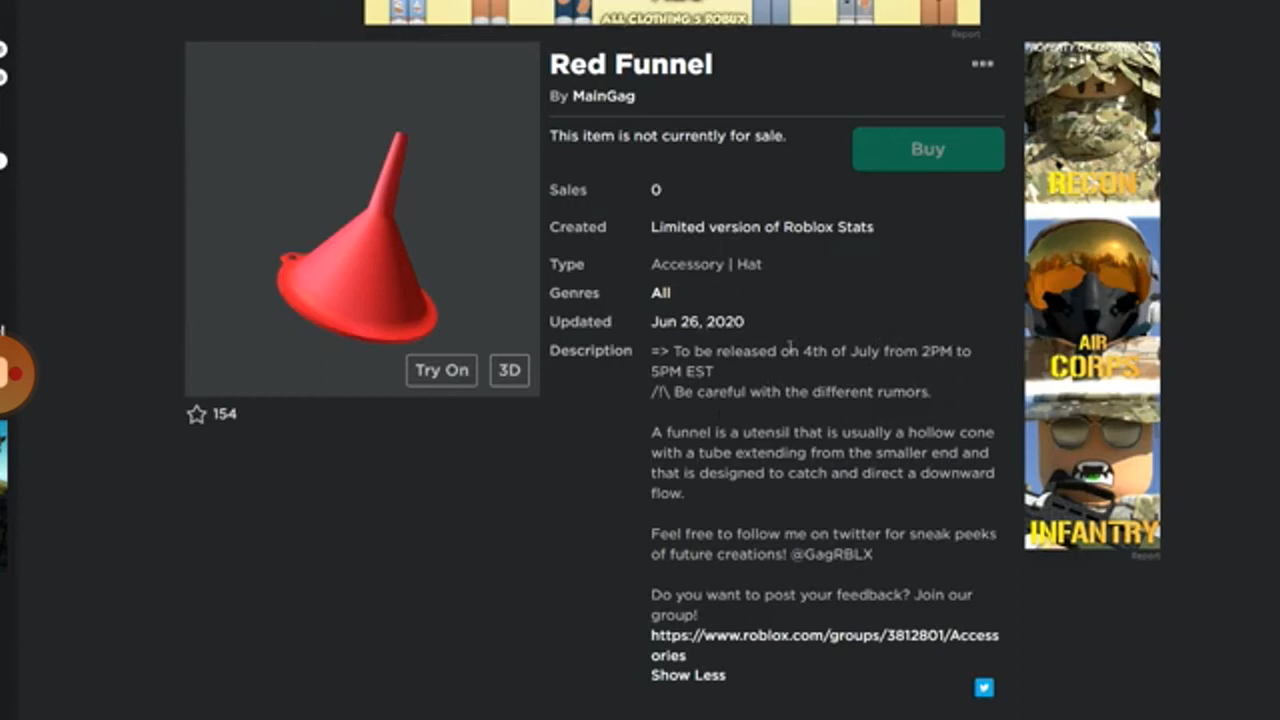 ALL CLOTHING 5 ROBUX
Report
Red Funnel
By MainGag
This item is not currently for sale.
Buy
Sales 0
Created Limited version of Roblox Stats
Type Accessory | Hat
Genres All
Updated Jun 26, 2020
Description => To be released on 4th of July from 2PM to
5PM EST
/!\ Be careful with the different rumors.
A funnel is a utensil that is usually a hollow cone
with a tube extending from the smaller end and
that is designed to catch and direct a downward
flow.
Feel free to follow me on twitter for sneak peeks
of future creations! @GagRBLX
Do you want to post your feedback? Join our
group!
https://www.roblox.com/groups/3812801/Access
ories
Show Less
Try On
3D
154
PROPERTY OF
RECON
AIR
CORPS
INFANTRY
Report